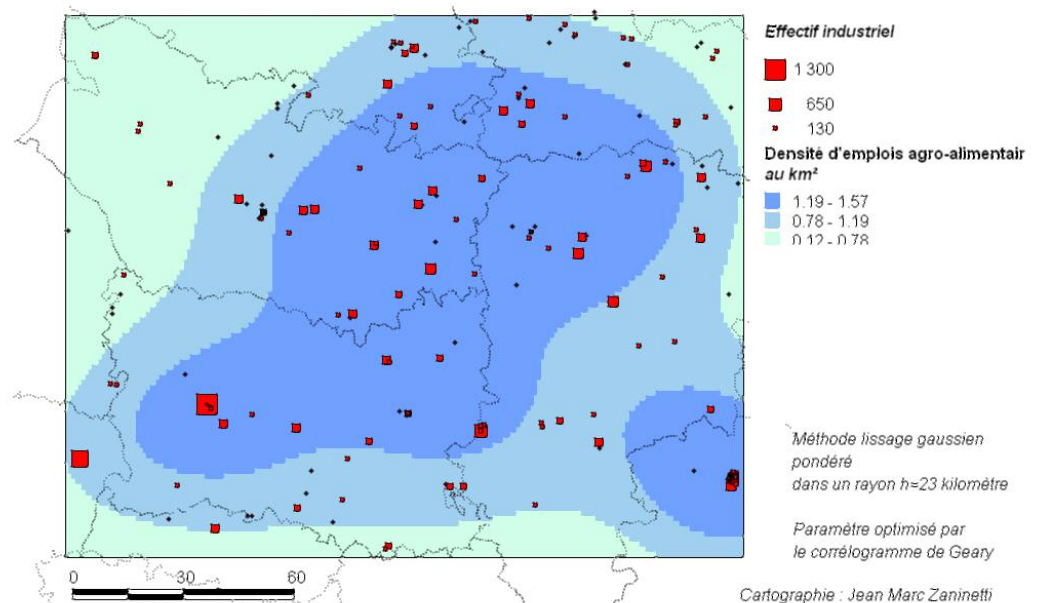 Effectif industriel
1 300
650
130
Densité d'emplois agro-alimentair
au km²
1.19 - 1.57
0.78 - 1.19
0.12 - 0.78
Méthode lissage gaussien
pondéré
dans un rayon h=23 kilomètre
Paramètre optimisé par
le corrélogramme de Geary
0 30 60
Cartographie : Jean Marc Zaninetti